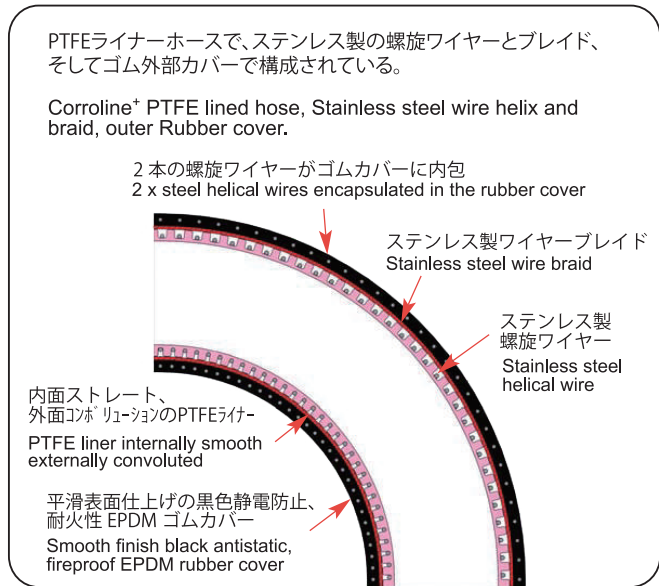 PTFEライナーホースで、ステンレス製の螺旋ワイヤーとブレイド、
そしてゴム外部カバーで構成されている。
Corroline+ PTFE lined hose, Stainless steel wire helix and
braid, outer Rubber cover.
2本の螺旋ワイヤーがゴムカバーに内包
2 x steel helical wires encapsulated in the rubber cover
ステンレス製ワイヤーブレイド
Stainless steel wire braid
ステンレス製
螺旋ワイヤー
Stainless steel
helical wire
内面ストレート、
外面コンボリューションのPTFEライナー
PTFE liner internally smooth
externally convoluted
平滑表面仕上げの黒色静電防止、
耐火性 EPDM ゴムカバー
Smooth finish black antistatic,
fireproof EPDM rubber cover